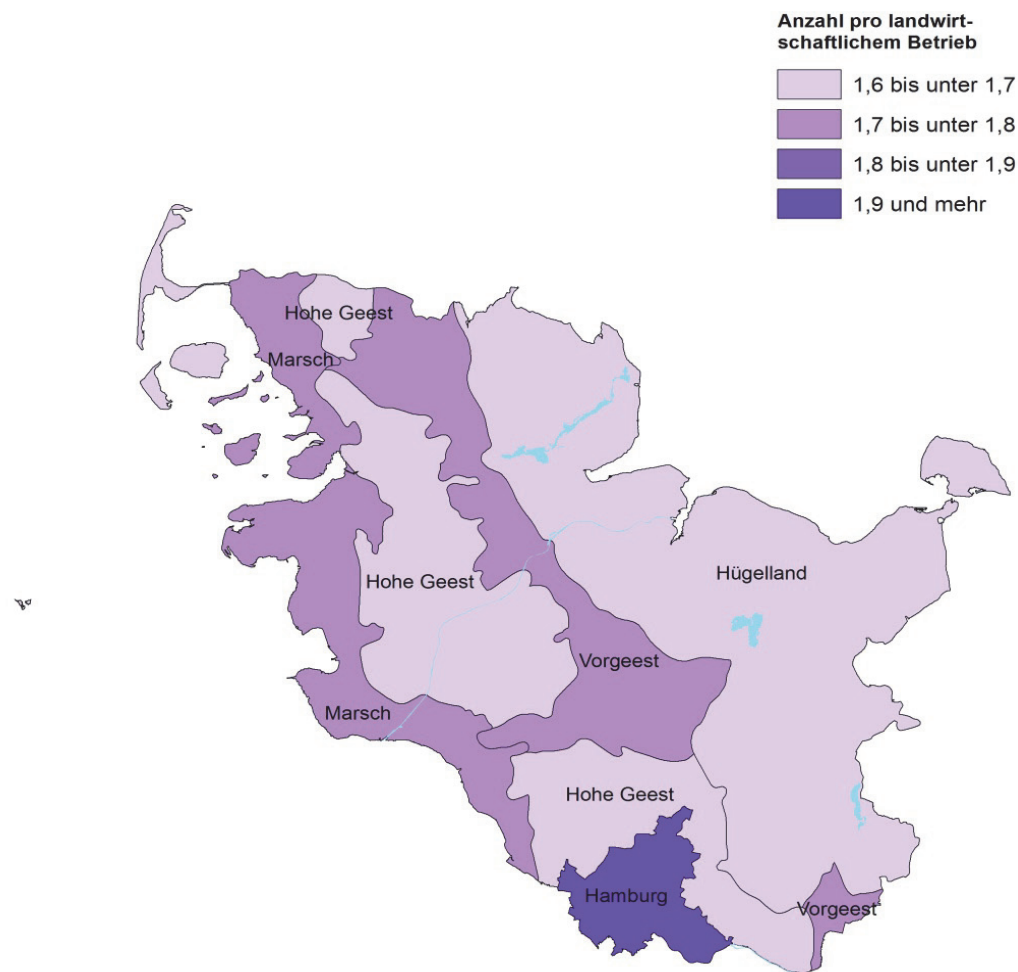 Anzahl pro landwirt-
schaftlichem Betrieb
1,6 bis unter 1,7
1,7 bis unter 1,8
1,8 bis unter 1,9
1,9 und mehr
Hohe Geest
Marsch
Hohe Geest
Hügelland
Vorgeest
Marsch
Hohe Geest
Hamburg
Vorgeest